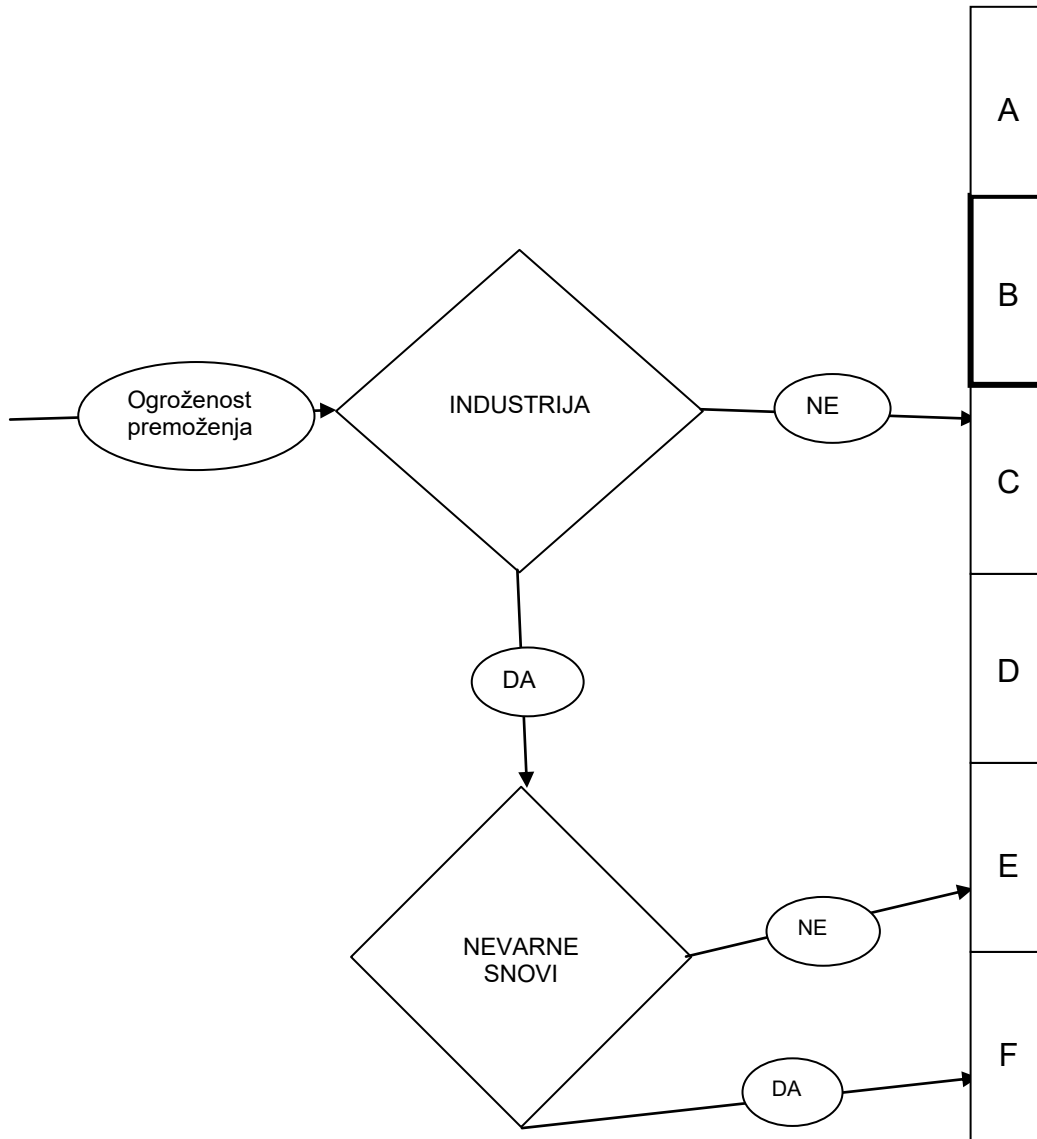 A
B
Ogroženost
premoženja
INDUSTRIJA
NE
C
DA
D
E
NE
NEVARNE
SNOVI
F
DA